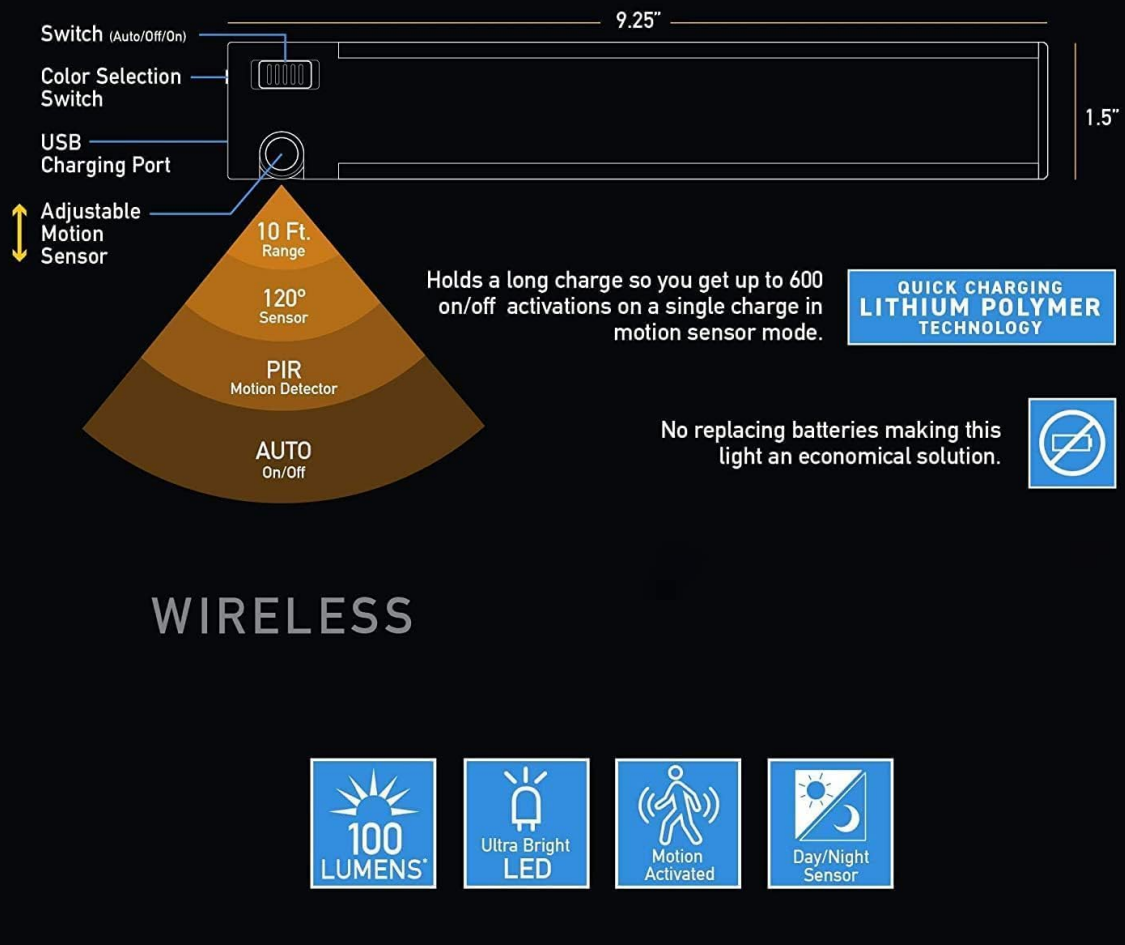 9.25”
Switch (Auto/Off/On)
Color Selection
Switch
1.5”
USB
Charging Port
Adjustable
Motion
Sensor
10 Ft.
Range
120°
Sensor
PIR
Motion Detector
AUTO
On/Off
Holds a long charge so you get up to 600
on/off activations on a single charge in
motion sensor mode.
QUICK CHARGING
LITHIUM POLYMER
TECHNOLOGY
No replacing batteries making this
light an economical solution.
WIRELESS
100
LUMENS*
Ultra Bright
LED
Motion
Activated
Day/Night
Sensor